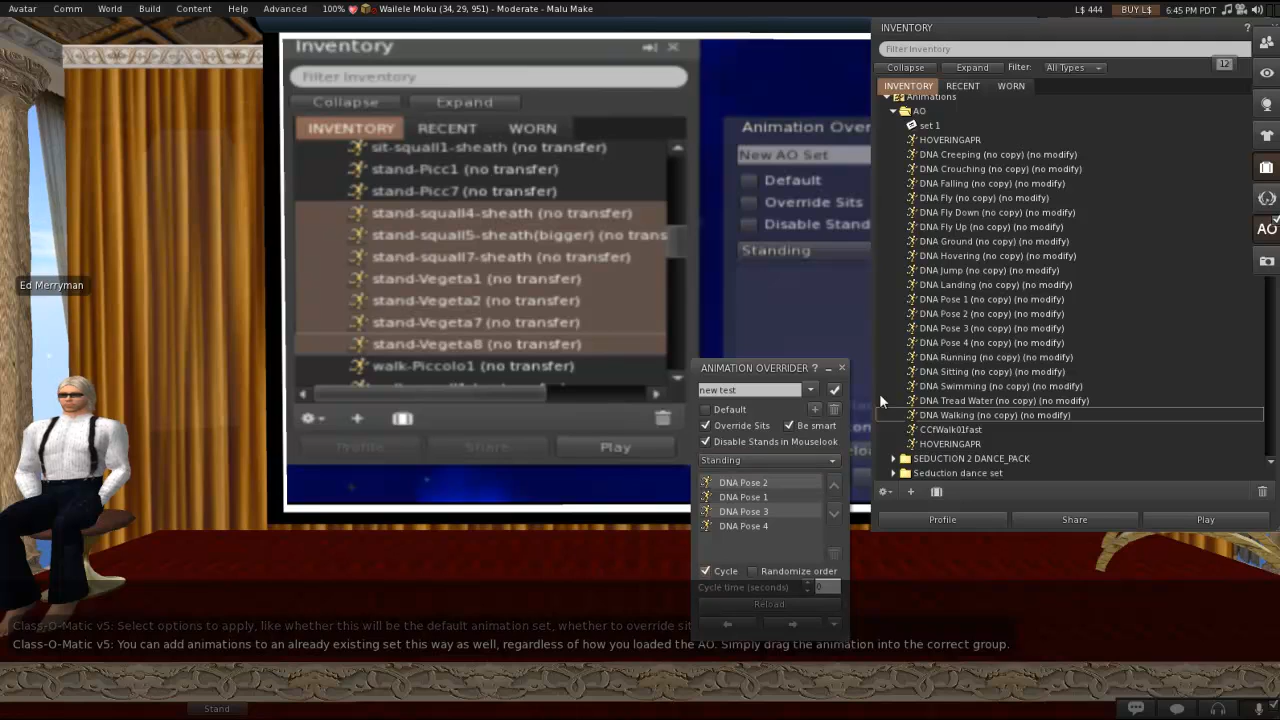 Avatar Comm World Build Content Help Advanced 100% Wailele Moku (34, 29, 951) - Moderate - Malu Make L$ 444 BUY L$ 6:45 PM PDT
Inventory
Filter Inventory
Collapse Expand
INVENTORY RECENT WORN
sit-squall1-sheath (no transfer)
stand-Picc1 (no transfer)
stand-Picc7 (no transfer)
stand-squall4-sheath (no transfer)
stand-squall5-sheath(bigger) (no trans
stand-squall7-sheath (no transfer)
stand-Vegeta1 (no transfer)
stand-Vegeta2 (no transfer)
stand-Vegeta7 (no transfer)
stand-Vegeta8 (no transfer)
walk-Piccolo1 (no transfer)
Profile Share Play
Animation Over
New AO Set
Default
Override Sits
Disable Stand
Standing
Ed Merryman
ANIMATION OVERRIDER ?
new test
Default
Override Sits Be smart
Disable Stands in Mouselook
Standing
DNA Pose 2
DNA Pose 1
DNA Pose 3
DNA Pose 4
Cycle Randomize order
Cycle time (seconds) 0
Reload
INVENTORY ?
Filter Inventory
Collapse Expand Filter: All Types 12
INVENTORY RECENT WORN
Animations
AO
set 1
HOVERINGAPR
DNA Creeping (no copy) (no modify)
DNA Crouching (no copy) (no modify)
DNA Falling (no copy) (no modify)
DNA Fly (no copy) (no modify)
DNA Fly Down (no copy) (no modify)
DNA Fly Up (no copy) (no modify)
DNA Ground (no copy) (no modify)
DNA Hovering (no copy) (no modify)
DNA Jump (no copy) (no modify)
DNA Landing (no copy) (no modify)
DNA Pose 1 (no copy) (no modify)
DNA Pose 2 (no copy) (no modify)
DNA Pose 3 (no copy) (no modify)
DNA Pose 4 (no copy) (no modify)
DNA Running (no copy) (no modify)
DNA Sitting (no copy) (no modify)
DNA Swimming (no copy) (no modify)
DNA Tread Water (no copy) (no modify)
DNA Walking (no copy) (no modify)
CCfWalk01fast
HOVERINGAPR
SEDUCTION 2 DANCE_PACK
Seduction dance set
Profile Share Play
AO
Class-O-Matic v5: Select options to apply, like whether this will be the default animation set, whether to override sit
Class-O-Matic v5: You can add animations to an already existing set this way as well, regardless of how you loaded the AO. Simply drag the animation into the correct group.
Stand